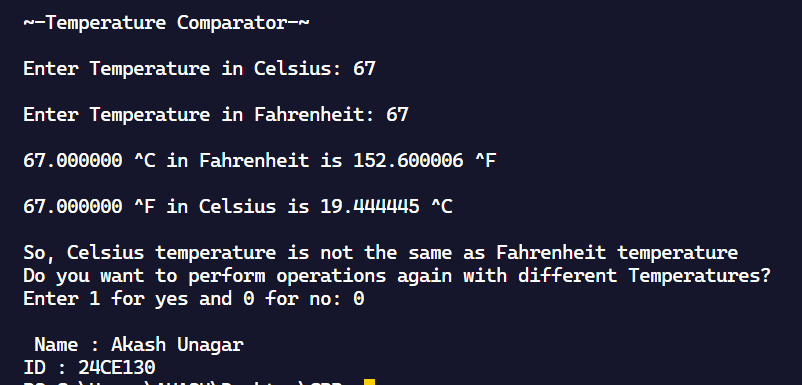 ~-Temperature Comparator-~
Enter Temperature in Celsius: 67
Enter Temperature in Fahrenheit: 67
67.000000 ^C in Fahrenheit is 152.600006 ^F
67.000000 ^F in Celsius is 19.444445 ^C
So, Celsius temperature is not the same as Fahrenheit temperature
Do you want to perform operations again with different Temperatures?
Enter 1 for yes and 0 for no: 0
Name : Akash Unagar
ID : 24CE130